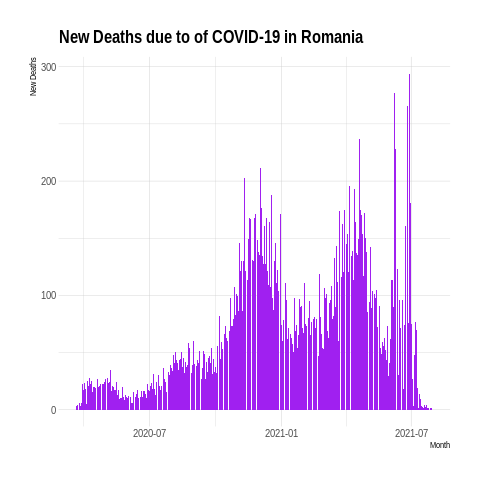 New Deaths due to of COVID-19 in Romania
New Deaths
300
200
100
0
2020-07
2021-01
2021-07
Month